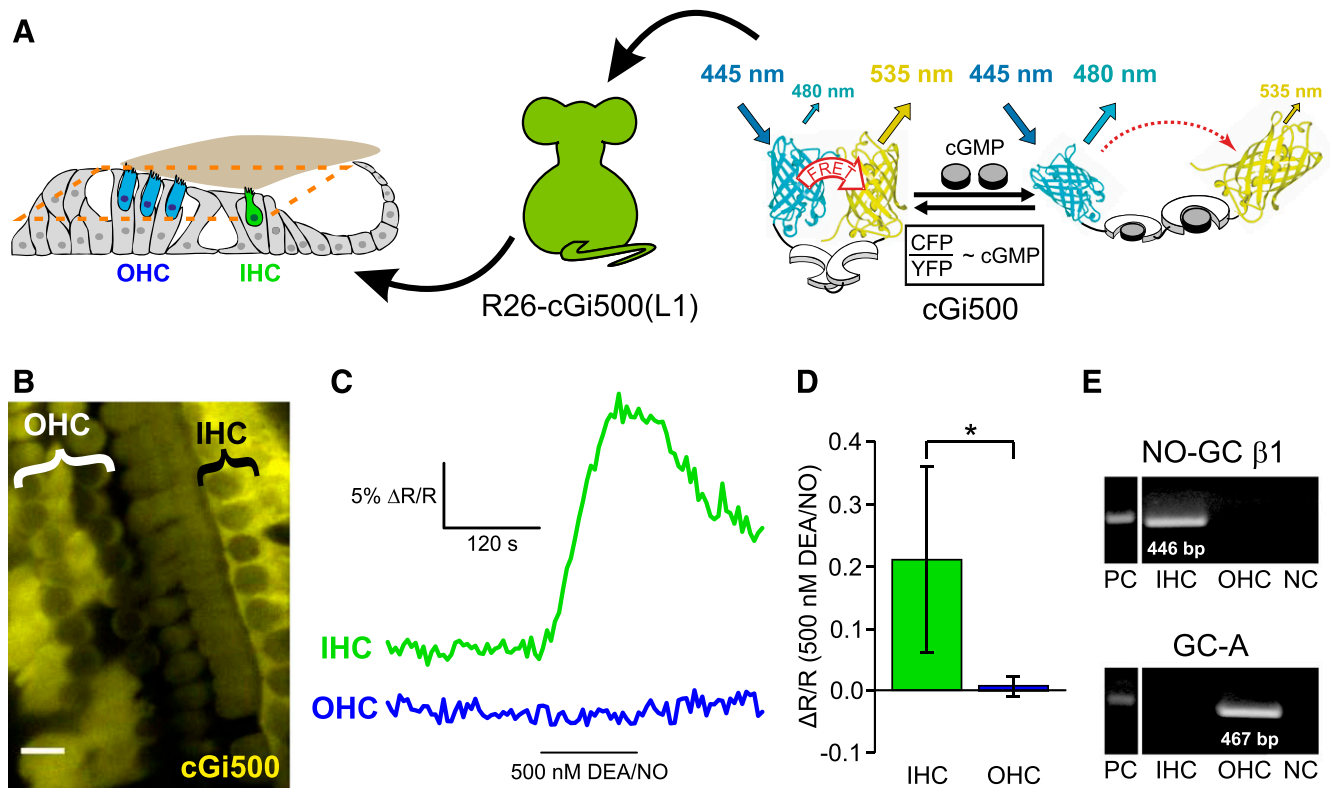 A
445 nm
480 nm
535 nm
445 nm
480 nm
535 nm
FRET
cGMP
CFP
YFP
~ cGMP
OHC
IHC
R26-cGi500(L1)
cGi500
B
OHC
IHC
cGi500
C
5% ΔR/R
120 s
IHC
OHC
500 nM DEA/NO
D
*
ΔR/R (500 nM DEA/NO)
0.4
0.3
0.2
0.1
0.0
-0.1
IHC
OHC
E
NO-GC β1
446 bp
PC IHC OHC NC
GC-A
467 bp
PC IHC OHC NC